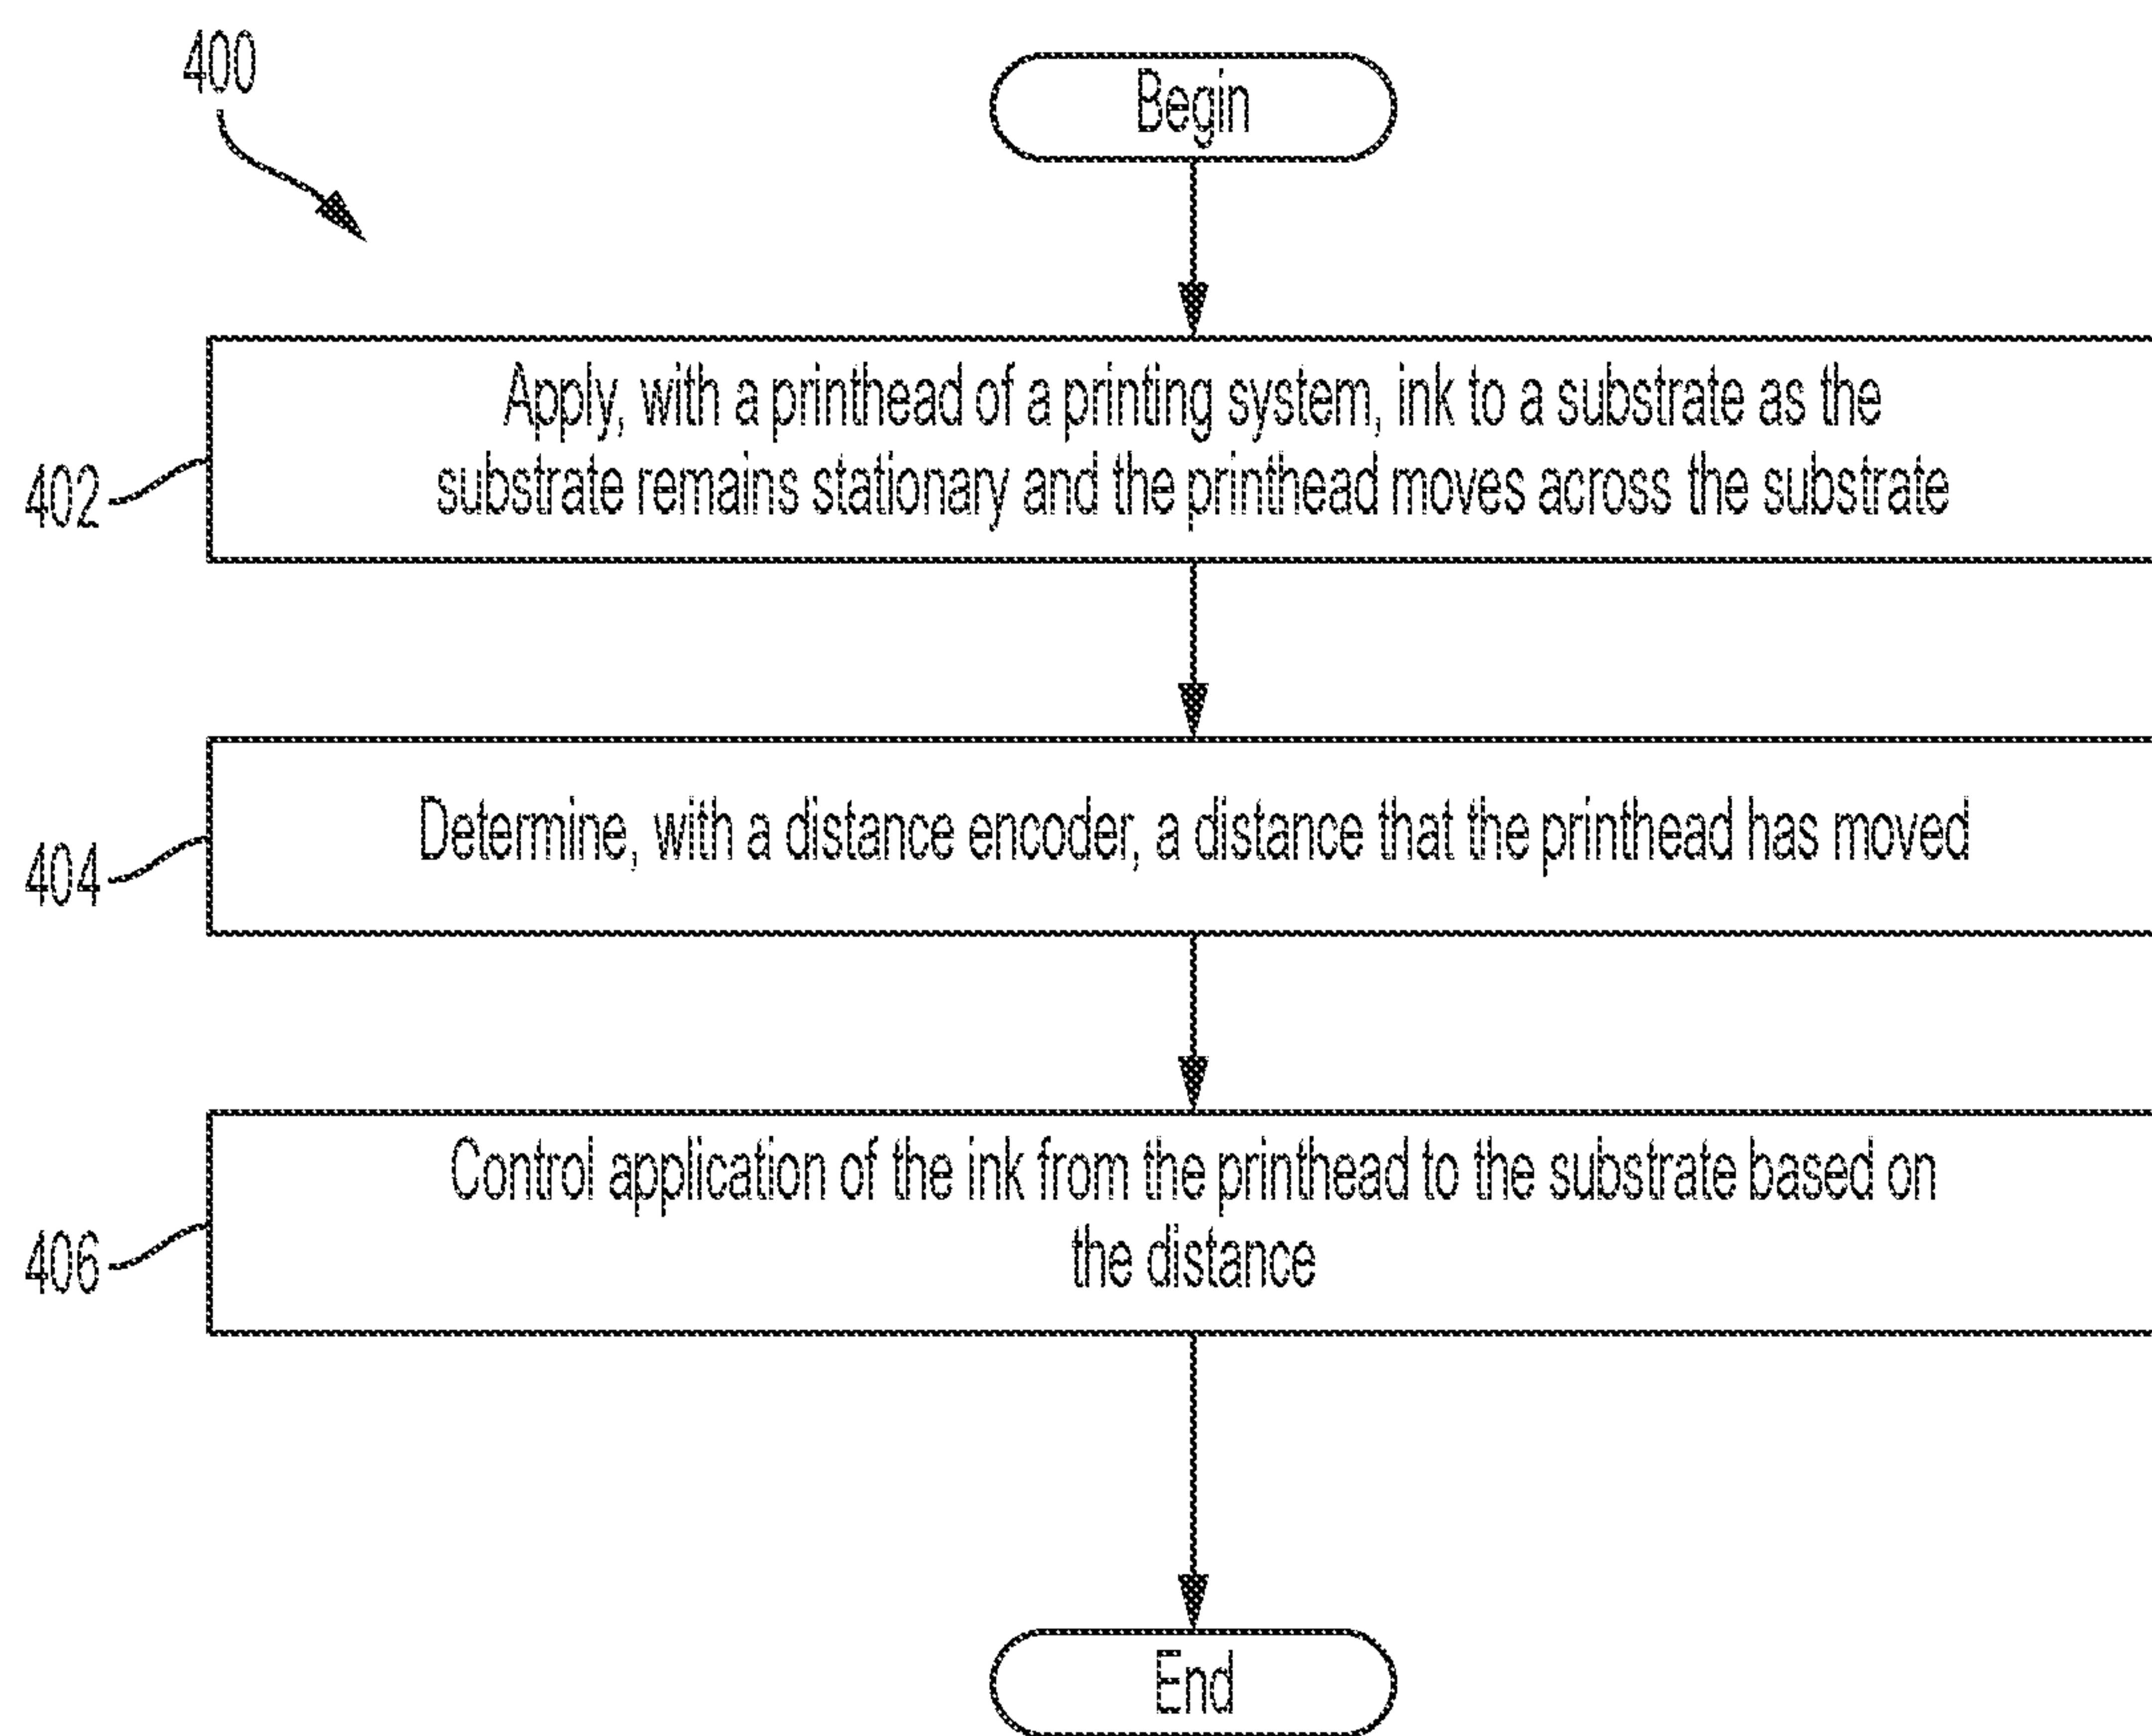 400
Begin
Apply, with a printhead of a printing system, ink to a substrate as the
substrate remains stationary and the printhead moves across the substrate
402
Determine, with a distance encoder, a distance that the printhead has moved
404
Control application of the ink from the printhead to the substrate based on
the distance
406
End